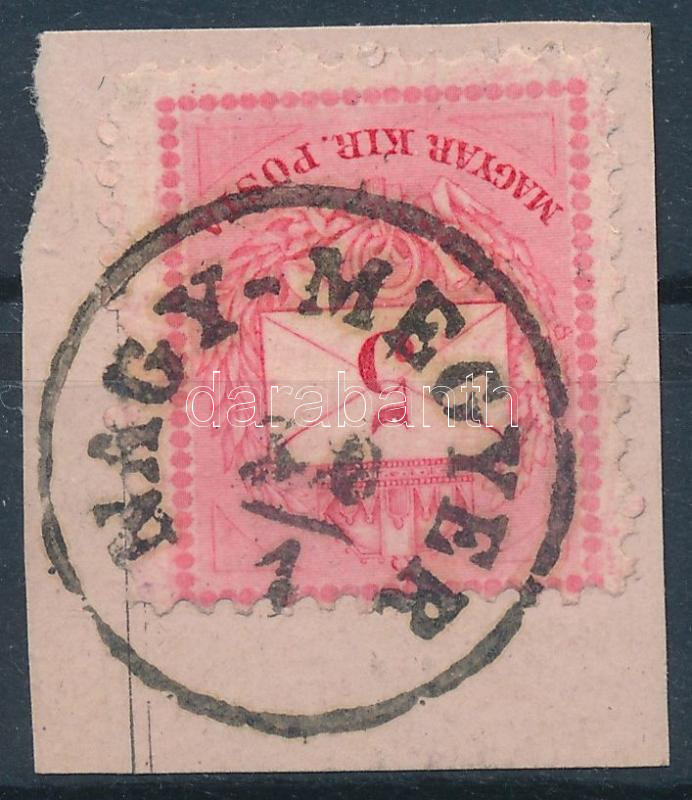 MAGYAR KIR. POSTA
5
NAGY-MEGYER
darabanth